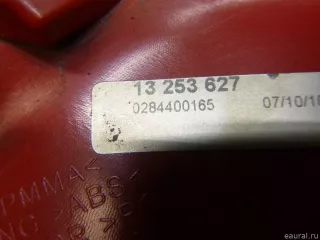 13 253 627
0284400165 07/10/1
PMMA<
>ABS<
eaural.ru